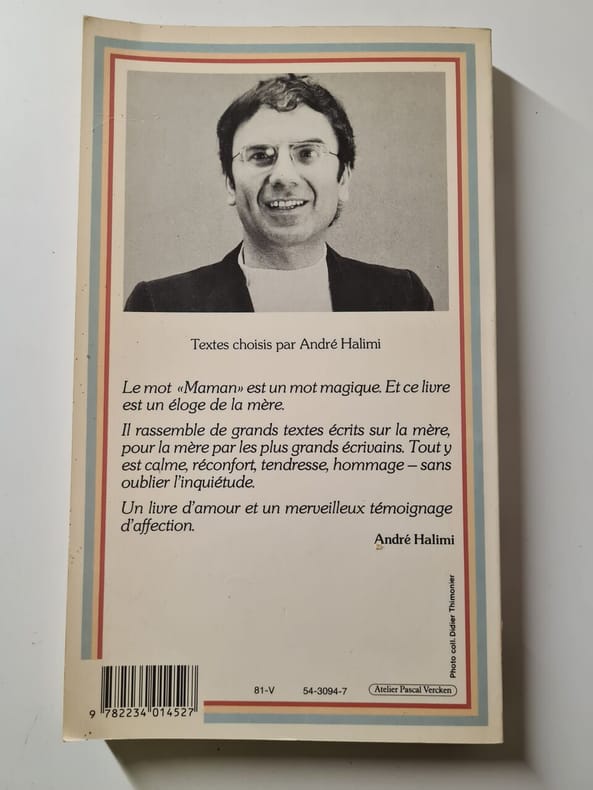 Textes choisis par André Halimi
Le mot «Maman» est un mot magique. Et ce livre
est un éloge de la mère.
Il rassemble de grands textes écrits sur la mère,
pour la mère par les plus grands écrivains. Tout y
est calme, réconfort, tendresse, hommage – sans
oublier l'inquiétude.
Un livre d'amour et un merveilleux témoignage
d'affection.
André Halimi
Photo coll. Didier Thimonier
81-V 54-3094-7 Atelier Pascal Vercken
9 782234 014527